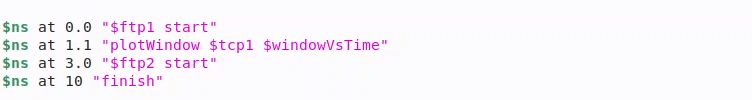 $ns at 0.0 "$ftp1 start"
$ns at 1.1 "plotWindow $tcp1 $windowVsTime"
$ns at 3.0 "$ftp2 start"
$ns at 10 "finish"